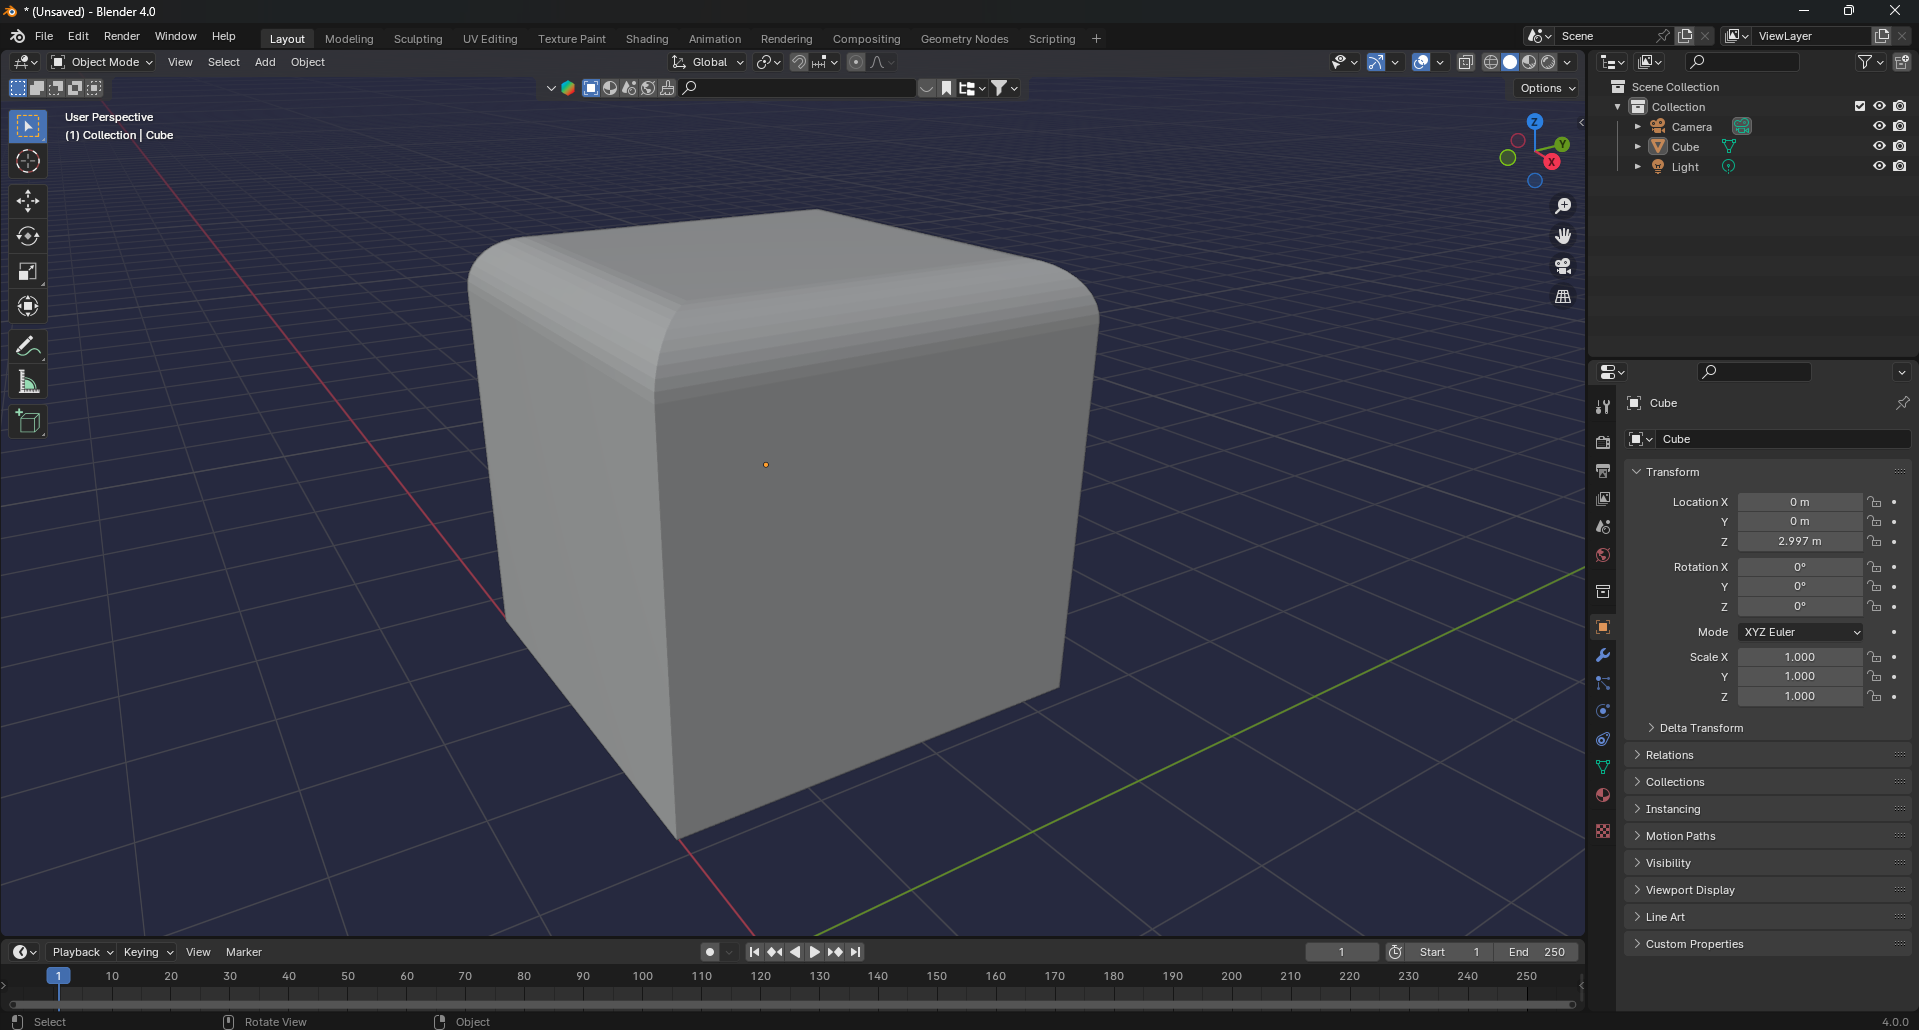 * (Unsaved) - Blender 4.0
File Edit Render Window Help Layout Modeling Sculpting UV Editing Texture Paint Shading Animation Rendering Compositing Geometry Nodes Scripting + Scene ViewLayer
Object Mode View Select Add Object Global
Options
User Perspective
(1) Collection | Cube
Z
Y
X
Scene Collection
Collection
Camera
Cube
Light
Cube
Cube
Transform
Location X 0 m
Y 0 m
Z 2.997 m
Rotation X 0°
Y 0°
Z 0°
Mode XYZ Euler
Scale X 1.000
Y 1.000
Z 1.000
Delta Transform
Relations
Collections
Instancing
Motion Paths
Visibility
Viewport Display
Line Art
Custom Properties
Playback Keying View Marker 1 Start 1 End 250
1 10 20 30 40 50 60 70 80 90 100 110 120 130 140 150 160 170 180 190 200 210 220 230 240 250
Select Rotate View Object 4.0.0